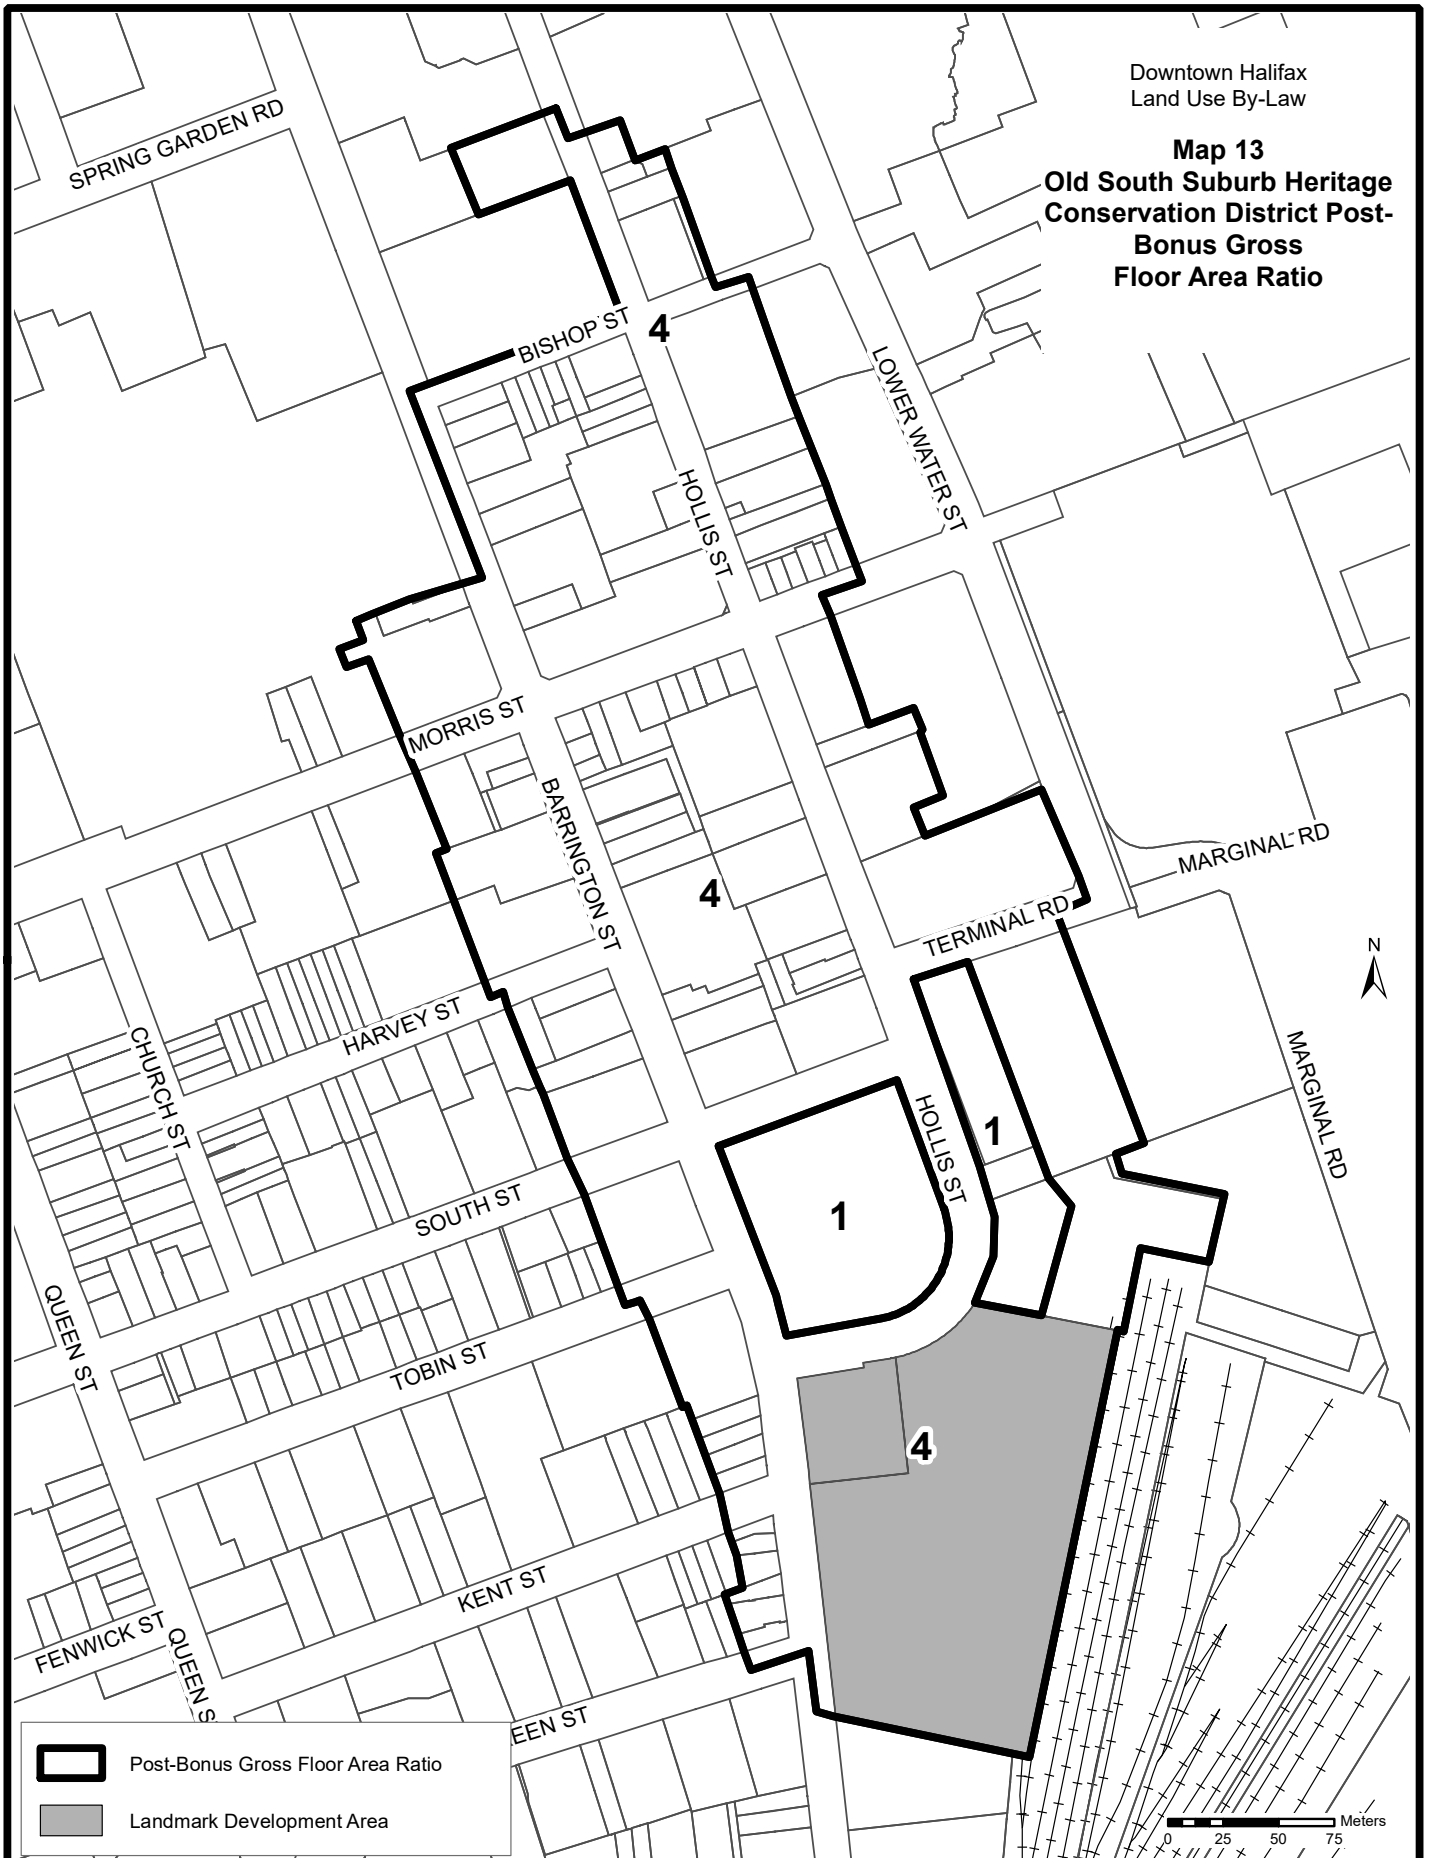 Downtown Halifax
Land Use By-Law
Map 13
Old South Suburb Heritage
Conservation District Post-
Bonus Gross
Floor Area Ratio
SPRING GARDEN RD
BISHOP ST
4
LOWER WATER ST
HOLLIS ST
MORRIS ST
BARRINGTON ST
MARGINAL RD
4
TERMINAL RD
N
HARVEY ST
CHURCH ST
MARGINAL RD
HOLLIS ST
1
1
SOUTH ST
QUEEN ST
TOBIN ST
4
KENT ST
FENWICK ST
QUEEN S
EEN ST
Post-Bonus Gross Floor Area Ratio
Landmark Development Area
Meters
0 25 50 75